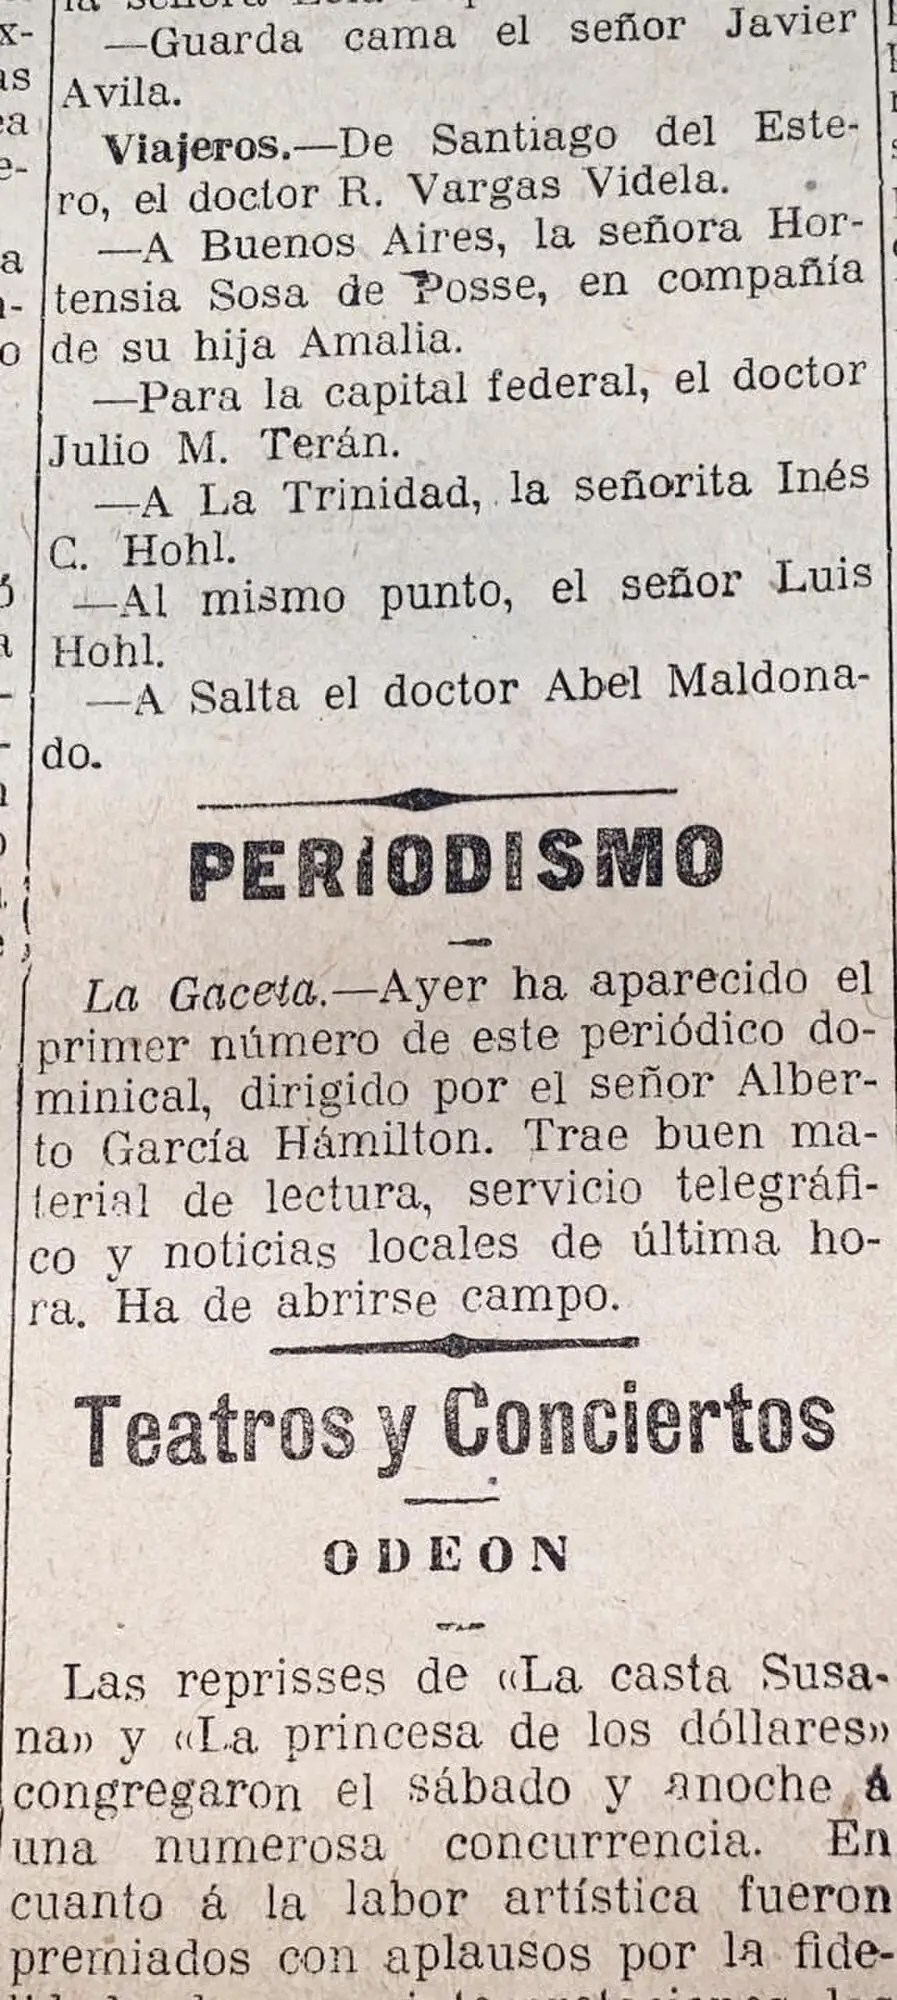 —Guarda cama el señor Javier
Avila.
Viajeros.—De Santiago del Este-
ro, el doctor R. Vargas Videla.
—A Buenos Aires, la señora Hor-
tensia Sosa de Posse, en compañía
de su hija Amalia.
—Para la capital federal, el doctor
Julio M. Terán.
—A La Trinidad, la señorita Inés
C. Hohl.
—Al mismo punto, el señor Luis
Hohl.
—A Salta el doctor Abel Maldona-
do.
PERIODISMO
La Gaceta.—Ayer ha aparecido el
primer número de este periódico do-
minical, dirigido por el señor Alber-
to García Hámilton. Trae buen ma-
terial de lectura, servicio telegráfi-
co y noticias locales de última ho-
ra. Ha de abrirse campo.
Teatros y Conciertos
ODEON
Las reprisses de «La casta Susa-
na» y «La princesa de los dóllares»
congregaron el sábado y anoche á
una numerosa concurrencia. En
cuanto á la labor artística fueron
premiados con aplausos por la fide-